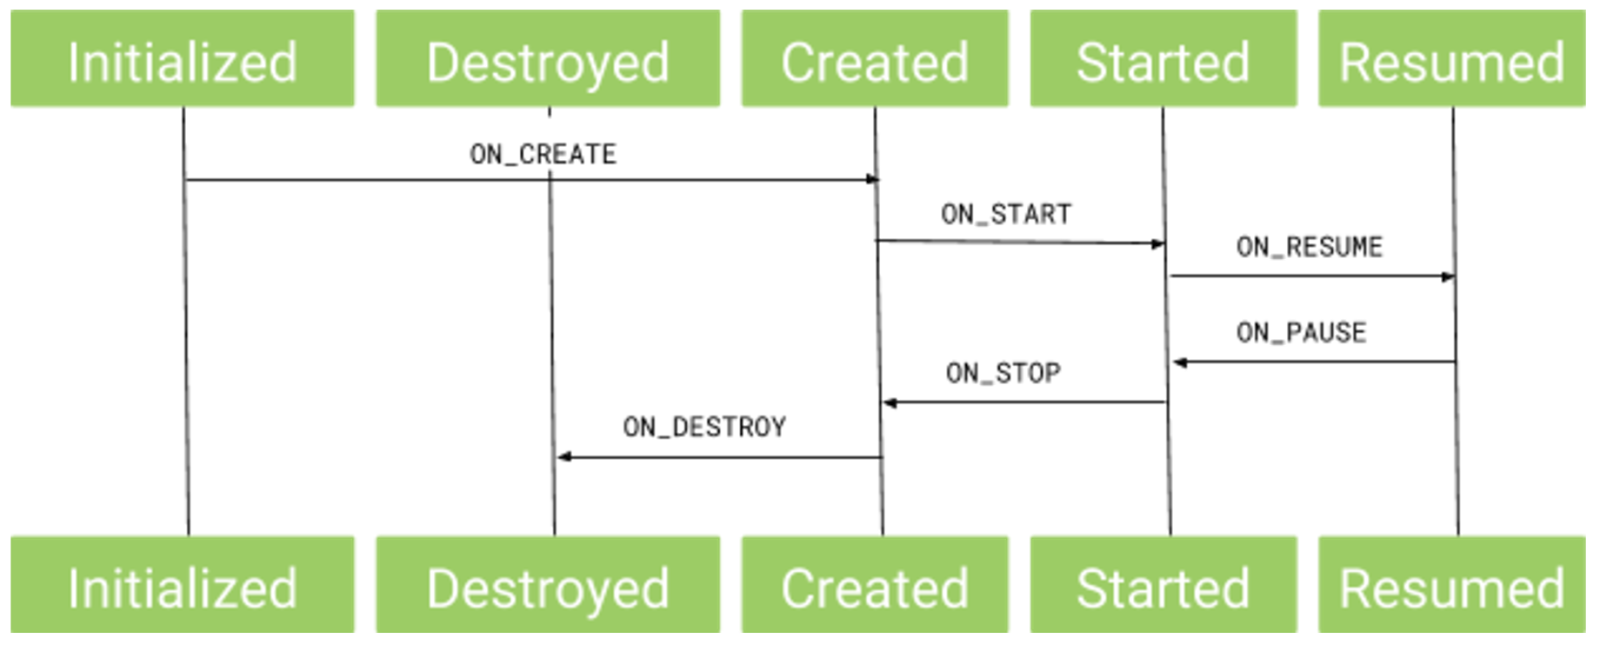 Initialized Destroyed Created Started Resumed
ON_CREATE
ON_START
ON_RESUME
ON_PAUSE
ON_STOP
ON_DESTROY
Initialized Destroyed Created Started Resumed